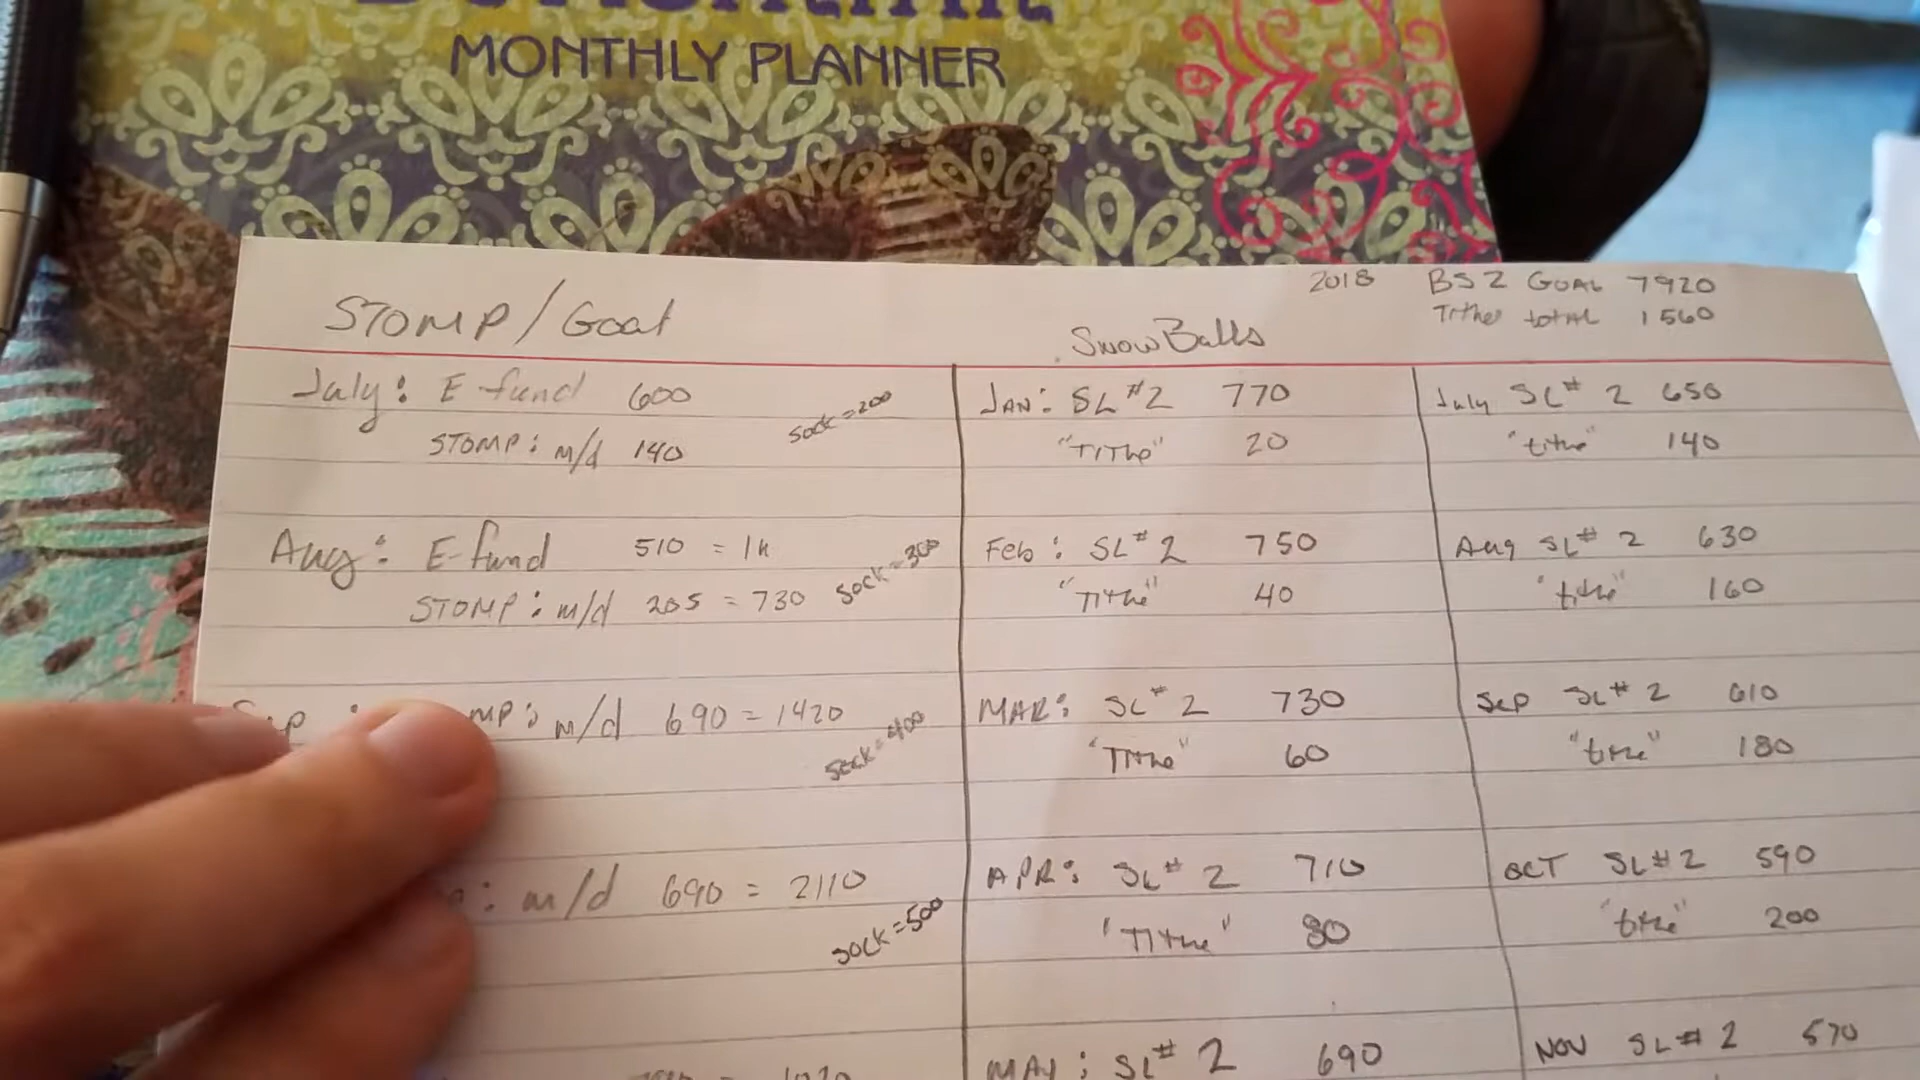 MONTHLY PLANNER
2018 BS2 GOAL 7920
Tithes total 1560
STOMP/Goal
SnowBalls
July: E-fund 600
STOMP: m/d 140
sock=200
Aug: E-fund 510 = 1k
STOMP: m/d 205 = 730
sock=300
Sep : MP: m/d 690 = 1420
sock=400
: m/d 690 = 2110
sock=500
JAN: SL #2 770
"TiThe" 20
Feb: SL# 2 750
"Tithe" 40
MAR: SL# 2 730
"Tithe" 60
APR: SL# 2 710
"Tithe" 80
MAY: SL# 2 690
July SL# 2 650
"tithe" 140
Aug SL# 2 630
"tithe" 160
Sep SL# 2 610
"tithe" 180
OCT SL#2 590
"tithe" 200
NOV SL# 2 570